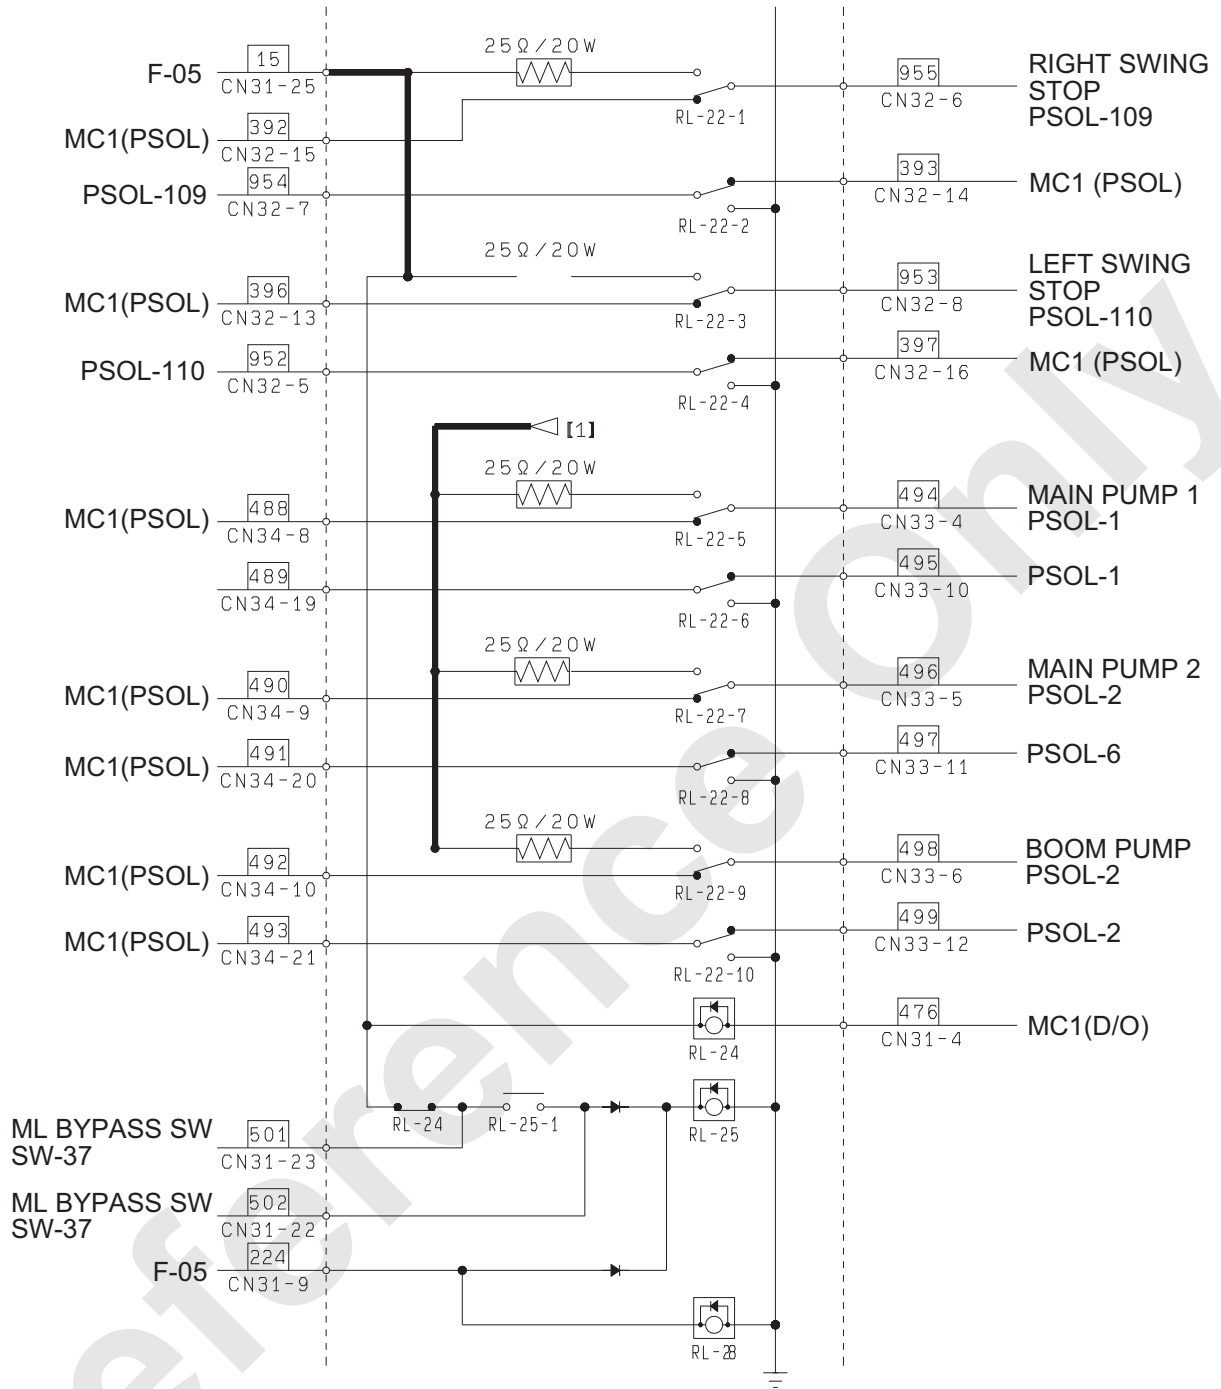 F-05
15
CN31-25
25Ω/20W
RL-22-1
955
CN32-6
RIGHT SWING
STOP
PSOL-109
MC1(PSOL)
392
CN32-15
PSOL-109
954
CN32-7
RL-22-2
393
CN32-14
MC1 (PSOL)
25Ω/20W
MC1(PSOL)
396
CN32-13
RL-22-3
953
CN32-8
LEFT SWING
STOP
PSOL-110
PSOL-110
952
CN32-5
RL-22-4
397
CN32-16
MC1 (PSOL)
[1]
25Ω/20W
MC1(PSOL)
488
CN34-8
RL-22-5
494
CN33-4
MAIN PUMP 1
PSOL-1
489
CN34-19
RL-22-6
495
CN33-10
PSOL-1
25Ω/20W
MC1(PSOL)
490
CN34-9
RL-22-7
496
CN33-5
MAIN PUMP 2
PSOL-2
MC1(PSOL)
491
CN34-20
RL-22-8
497
CN33-11
PSOL-6
25Ω/20W
MC1(PSOL)
492
CN34-10
RL-22-9
498
CN33-6
BOOM PUMP
PSOL-2
MC1(PSOL)
493
CN34-21
RL-22-10
499
CN33-12
PSOL-2
RL-24
476
CN31-4
MC1(D/O)
RL-24
RL-25-1
RL-25
ML BYPASS SW
SW-37
501
CN31-23
ML BYPASS SW
SW-37
502
CN31-22
F-05
224
CN31-9
RL-28
eference Only